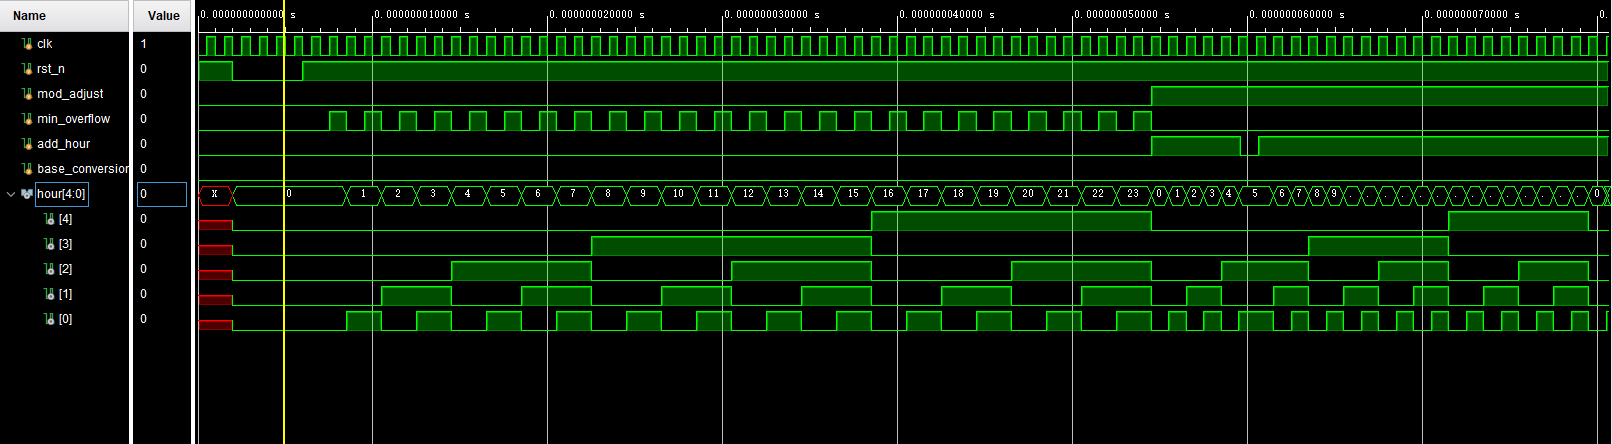 Name Value 0.000000000000 s 0.000000010000 s 0.000000020000 s 0.000000030000 s 0.000000040000 s 0.000000050000 s 0.000000060000 s 0.000000070000 s 0.
clk 1
rst_n 0
mod_adjust 0
min_overflow 0
add_hour 0
base_conversion 0
hour[4:0] 0 X 0 1 2 3 4 5 6 7 8 9 10 11 12 13 14 15 16 17 18 19 20 21 22 23 0 1 2 3 4 5 6 7 8 9 . . . . . . . . . . . . . . 0
[4] 0
[3] 0
[2] 0
[1] 0
[0] 0